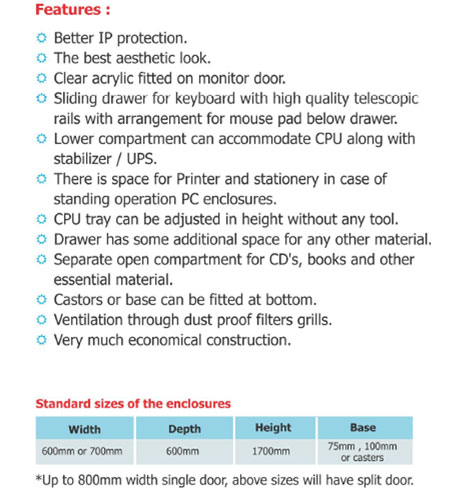 Features :
Better IP protection.
The best aesthetic look.
Clear acrylic fitted on monitor door.
Sliding drawer for keyboard with high quality telescopic
rails with arrangement for mouse pad below drawer.
Lower compartment can accommodate CPU along with
stabilizer / UPS.
There is space for Printer and stationery in case of
standing operation PC enclosures.
CPU tray can be adjusted in height without any tool.
Drawer has some additional space for any other material.
Separate open compartment for CD's, books and other
essential material.
Castors or base can be fitted at bottom.
Ventilation through dust proof filters grills.
Very much economical construction.
Standard sizes of the enclosures
Width Depth Height Base
600mm or 700mm 600mm 1700mm 75mm , 100mm
or casters
*Up to 800mm width single door, above sizes will have split door.